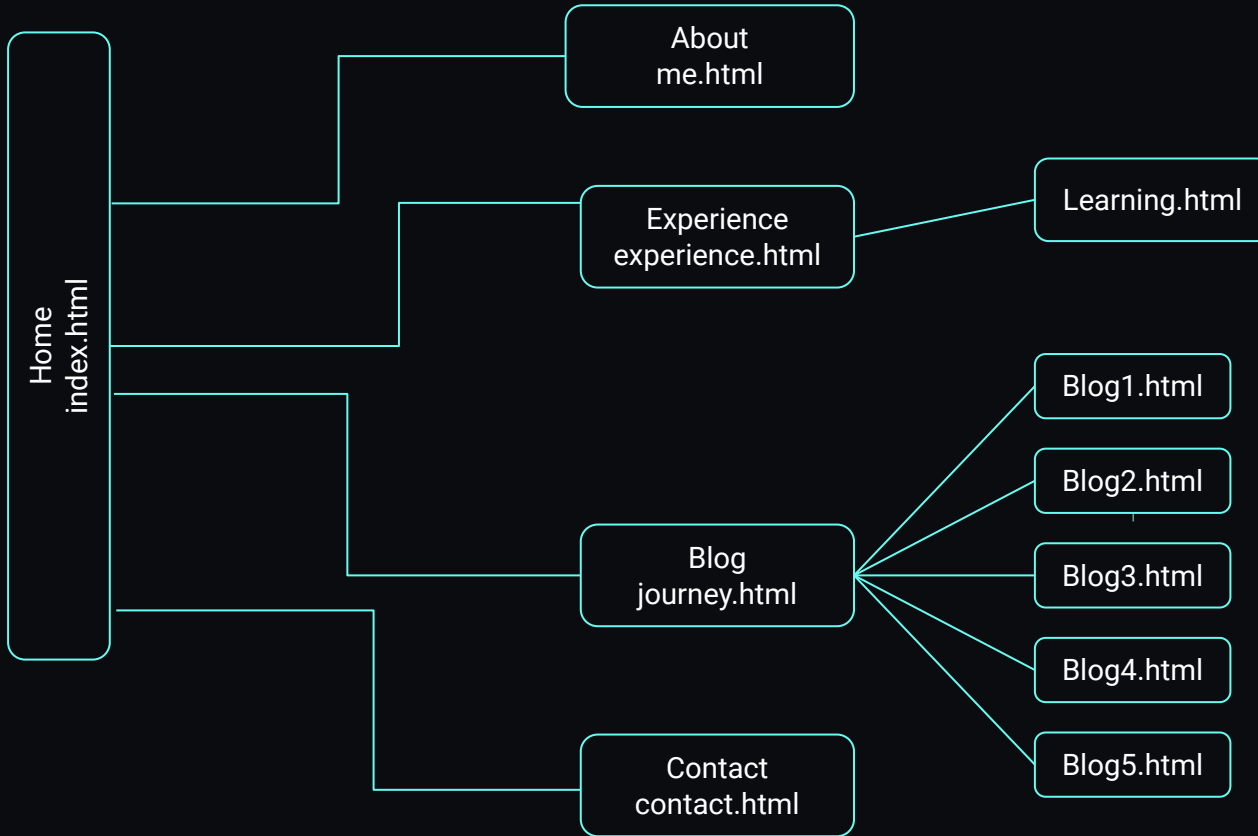 Home
index.html
About
me.html
Experience
experience.html
Learning.html
Blog
journey.html
Blog1.html
Blog2.html
Blog3.html
Blog4.html
Blog5.html
Contact
contact.html